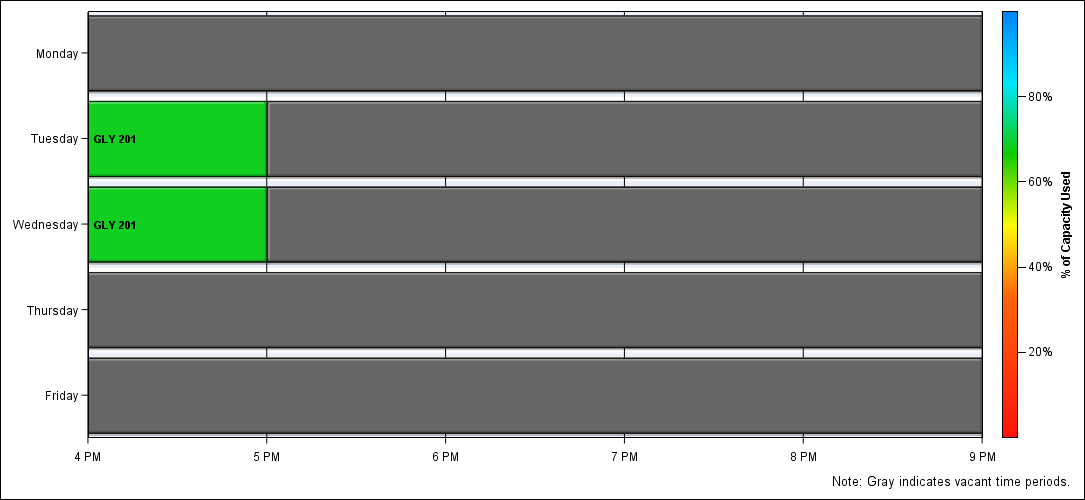 Monday
Tuesday
GLY 201
Wednesday
GLY 201
Thursday
Friday
4 PM
5 PM
6 PM
7 PM
8 PM
9 PM
80%
60%
40%
20%
% of Capacity Used
Note: Gray indicates vacant time periods.